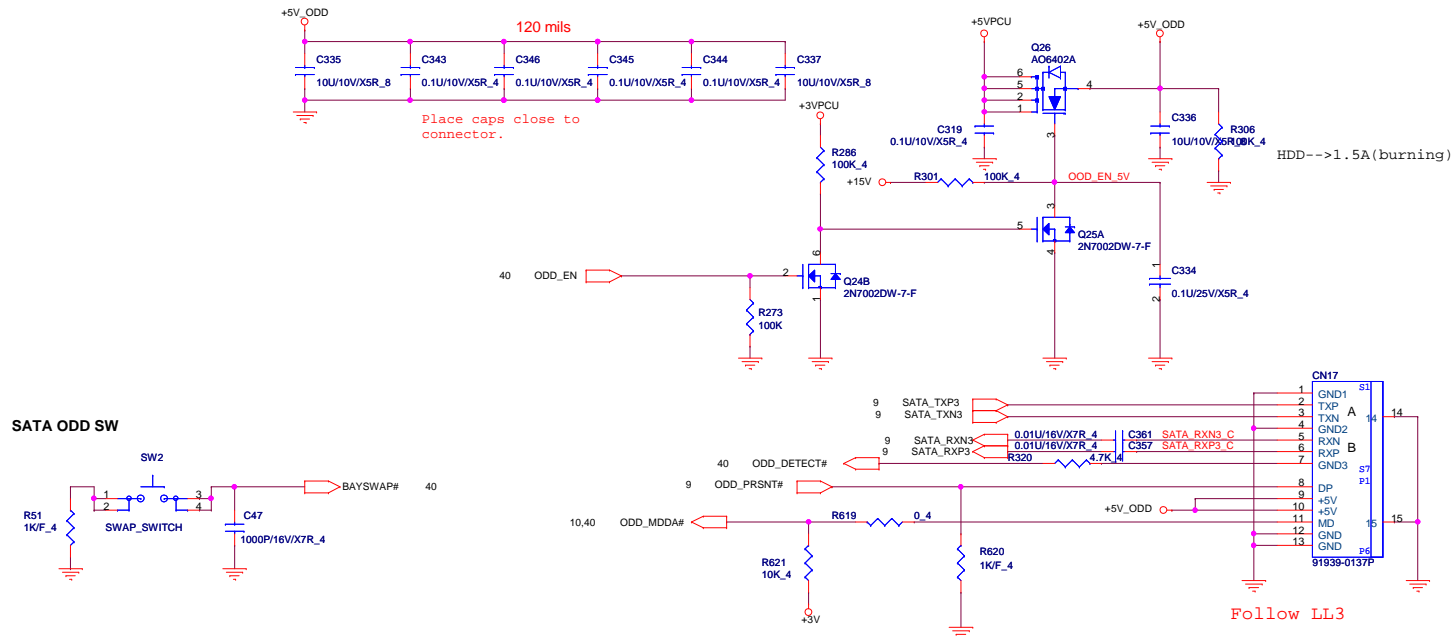 +5V_ODD
120 mils
C335
10U/10V/X5R_8
C343
0.1U/10V/X5R_4
C346
0.1U/10V/X5R_4
C345
0.1U/10V/X5R_4
C344
0.1U/10V/X5R_4
C337
10U/10V/X5R_8
Place caps close to
connector.
+3VPCU
R286
100K_4
+5VPCU
Q26
AO6402A
6
5
2
1
4
3
+5V_ODD
C319
0.1U/10V/X5R_4
C336
10U/10V/X5R_8
R306
100K_4
HDD-->1.5A(burning)
+15V
R301
100K_4
OOD_EN_5V
3
5
4
Q25A
2N7002DW-7-F
1
2
C334
0.1U/25V/X5R_4
40
ODD_EN
2
6
1
Q24B
2N7002DW-7-F
R273
100K
SATA ODD SW
SW2
1
2
3
4
SWAP_SWITCH
R51
1K/F_4
C47
1000P/16V/X7R_4
BAYSWAP#
40
CN17
9
SATA_TXP3
9
SATA_TXN3
9
SATA_RXN3
0.01U/16V/X7R_4
C361
SATA_RXN3_C
9
SATA_RXP3
0.01U/16V/X7R_4
C357
SATA_RXP3_C
40
ODD_DETECT#
R320
4.7K_4
9
ODD_PRSNT#
+5V_ODD
10,40
ODD_MDDA#
R619
0_4
R621
10K_4
+3V
R620
1K/F_4
1
GND1
S1
2
TXP
A
3
TXN
14
14
4
GND2
5
RXN
B
6
RXP
7
GND3
S7
P1
8
DP
9
+5V
10
+5V
11
MD
15
15
12
GND
13
GND
P6
91939-0137P
Follow LL3